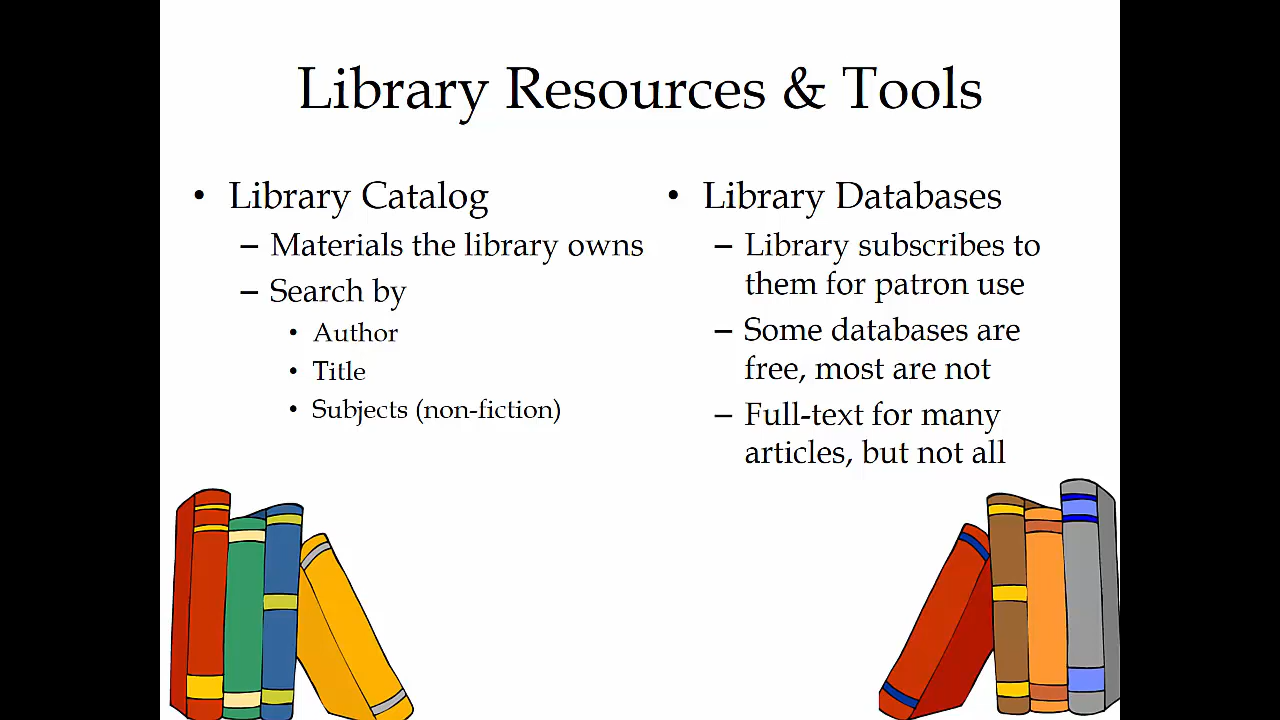 Library Resources & Tools
• Library Catalog
– Materials the library owns
– Search by
• Author
• Title
• Subjects (non-fiction)
• Library Databases
– Library subscribes to
them for patron use
– Some databases are
free, most are not
– Full-text for many
articles, but not all